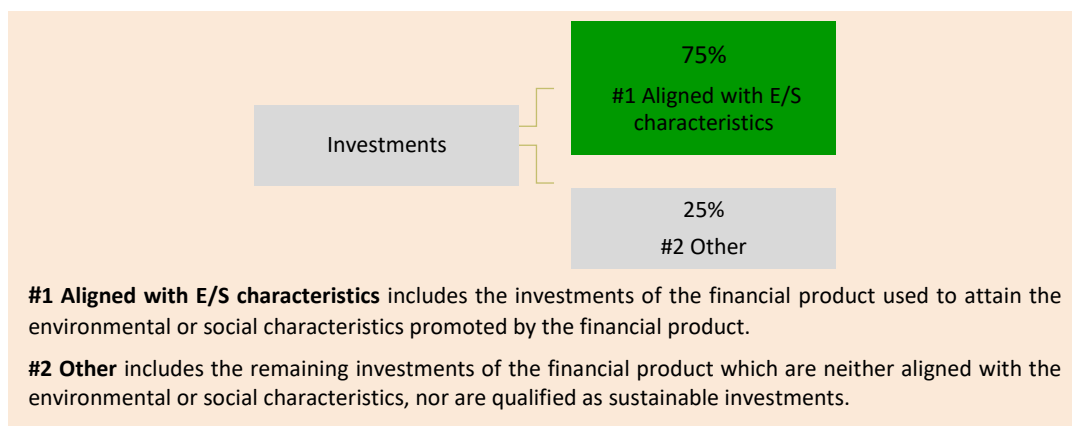 75%
#1 Aligned with E/S
characteristics
Investments
25%
#2 Other
#1 Aligned with E/S characteristics includes the investments of the financial product used to attain the
environmental or social characteristics promoted by the financial product.
#2 Other includes the remaining investments of the financial product which are neither aligned with the
environmental or social characteristics, nor are qualified as sustainable investments.